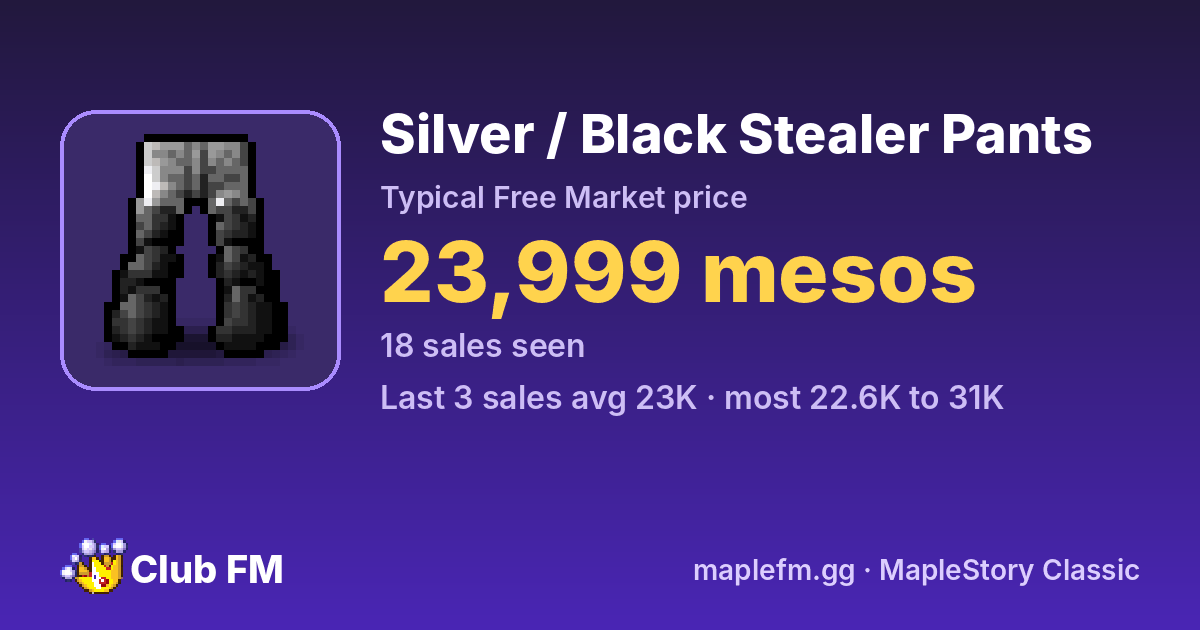 Silver / Black Stealer Pants
Typical Free Market price
23,999 mesos
18 sales seen
Last 3 sales avg 23K · most 22.6K to 31K
Club FM
maplefm.gg · MapleStory Classic